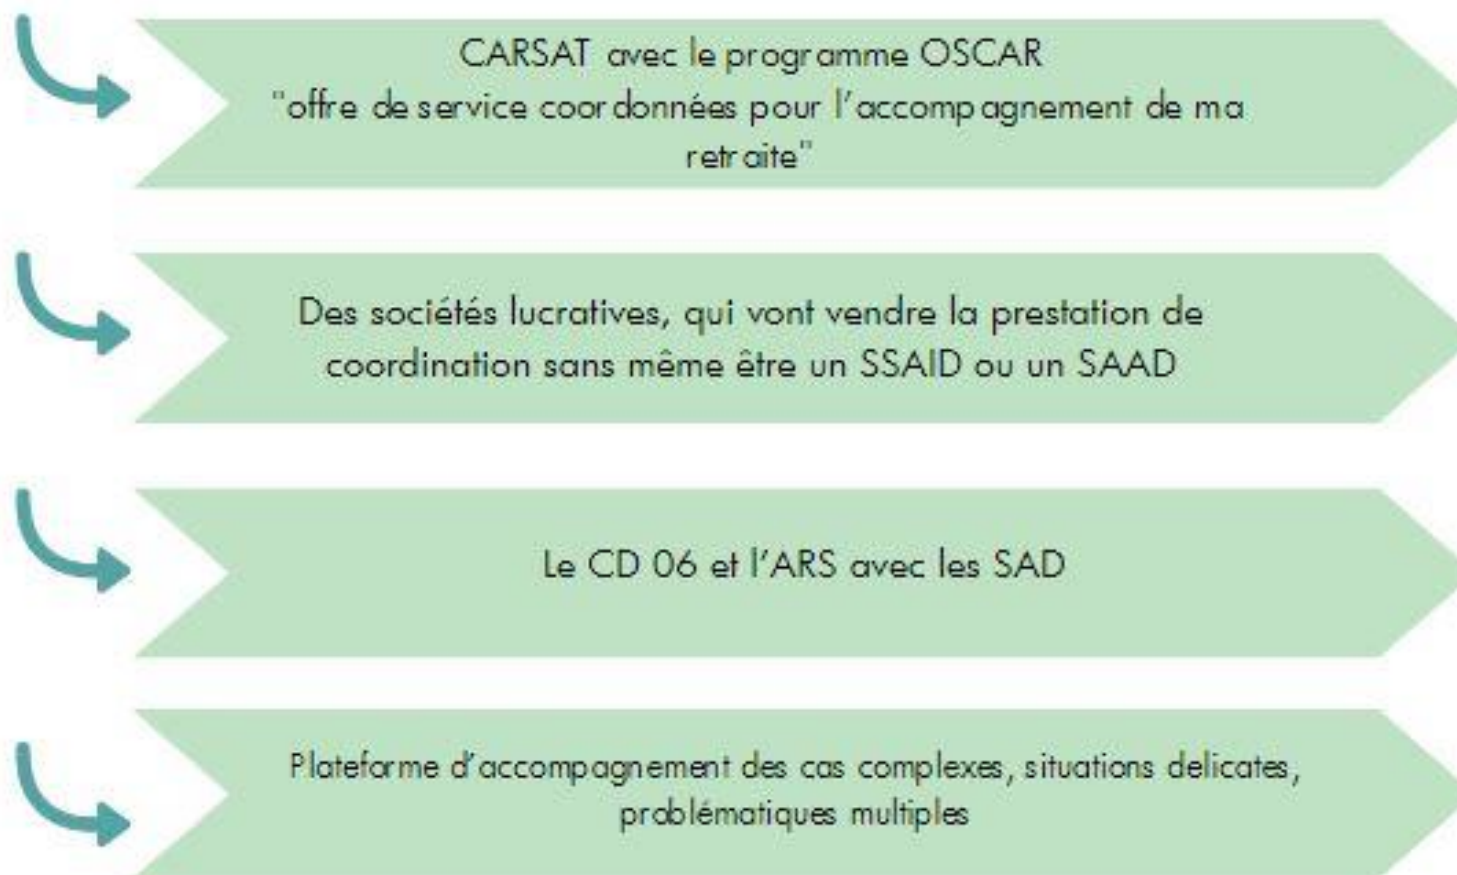 CARSAT avec le programme OSCAR
"offre de service coordonnées pour l'accompagnement de ma
retraite"
Des sociétés lucratives, qui vont vendre la prestation de
coordination sans même être un SSAID ou un SAAD
Le CD 06 et l'ARS avec les SAD
Plateforme d'accompagnement des cas complexes, situations delicates,
problématiques multiples